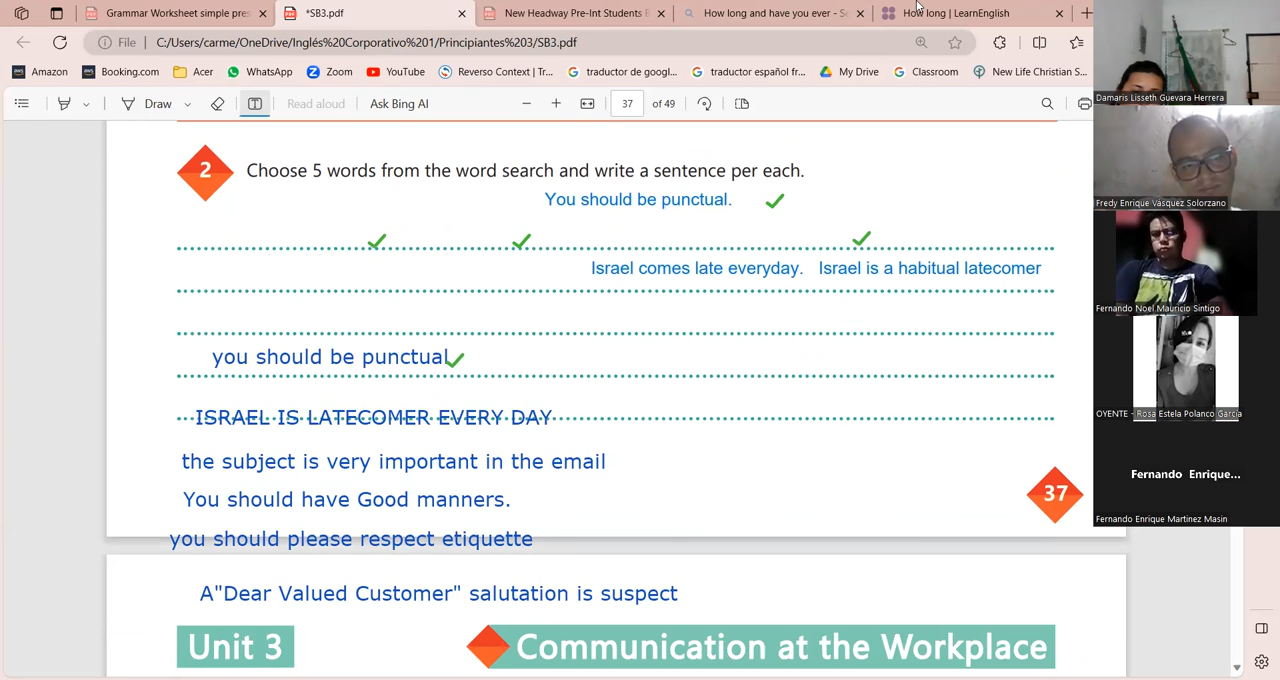 Grammar Worksheet simple pres
*SB3.pdf
New Headway Pre-Int Students B
How long and have you ever - Se
How long | LearnEnglish
File
C:/Users/carme/OneDrive/Inglés%20Corporativo%201/Principiantes%203/SB3.pdf
Amazon
Booking.com
Acer
WhatsApp
Zoom
YouTube
Reverso Context | Tr...
traductor de googl...
traductor español fr...
My Drive
Classroom
New Life Christian S...
Draw
Read aloud
Ask Bing AI
37 of 49
2
Choose 5 words from the word search and write a sentence per each.
You should be punctual.
Israel comes late everyday. Israel is a habitual latecomer
you should be punctual
ISRAEL IS LATECOMER EVERY DAY
the subject is very important in the email
You should have Good manners.
37
you should please respect etiquette
A"Dear Valued Customer" salutation is suspect
Unit 3
Communication at the Workplace
Damaris Lisseth Guevara Herrera
Fredy Enrique Vasquez Solorzano
Fernando Noel Mauricio Sintigo
OYENTE - Rosa Estela Polanco García
Fernando Enrique...
Fernando Enrique Martinez Masin